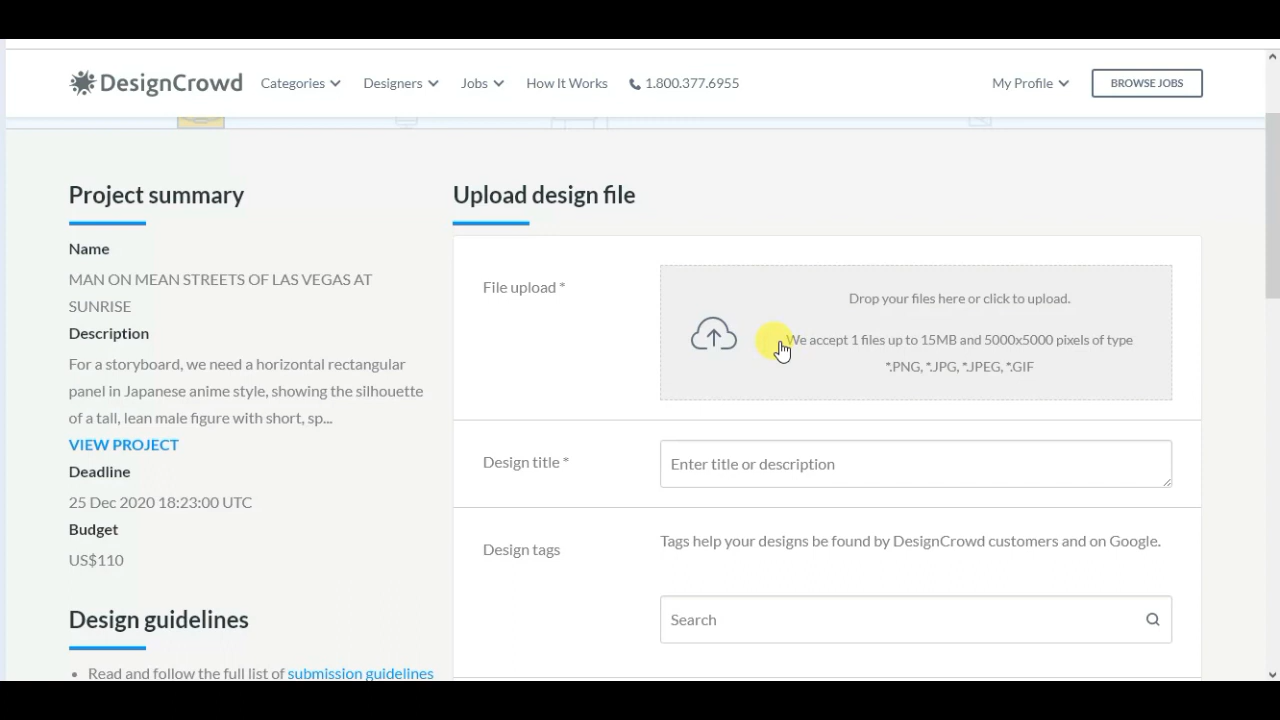 DesignCrowd Categories Designers Jobs How It Works 1.800.377.6955 My Profile BROWSE JOBS
Project summary
Name
MAN ON MEAN STREETS OF LAS VEGAS AT
SUNRISE
Description
For a storyboard, we need a horizontal rectangular
panel in Japanese anime style, showing the silhouette
of a tall, lean male figure with short, sp...
VIEW PROJECT
Deadline
25 Dec 2020 18:23:00 UTC
Budget
US$110
Design guidelines
• Read and follow the full list of submission guidelines
Upload design file
File upload *
Drop your files here or click to upload.
We accept 1 files up to 15MB and 5000x5000 pixels of type
*.PNG, *.JPG, *.JPEG, *.GIF
Design title *
Enter title or description
Design tags
Tags help your designs be found by DesignCrowd customers and on Google.
Search